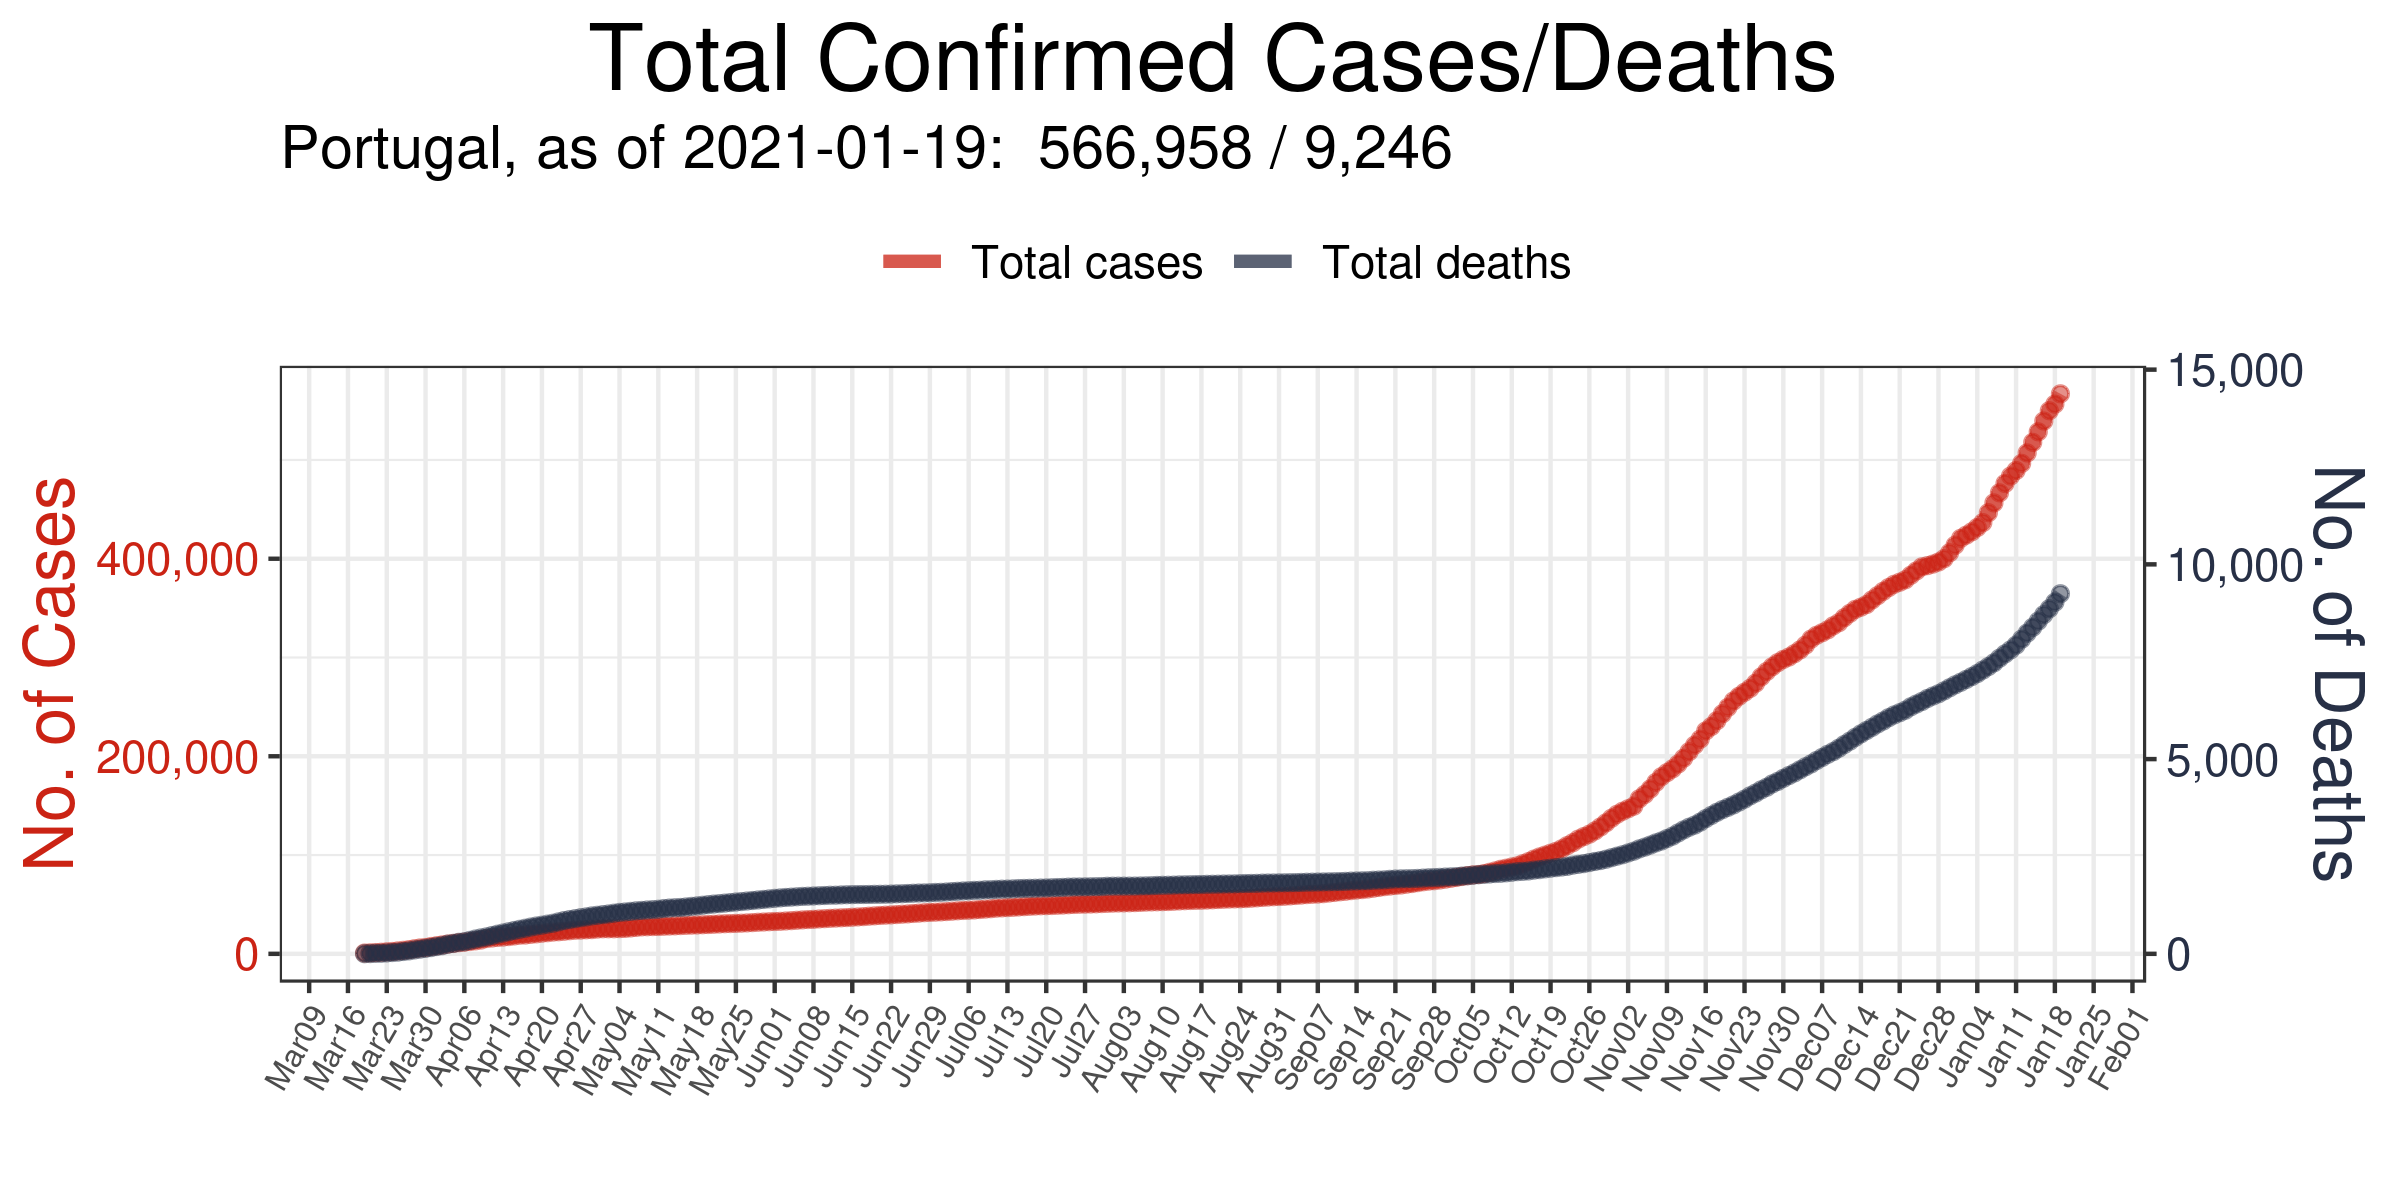 Total Confirmed Cases/Deaths
Portugal, as of 2021-01-19:  566,958 / 9,246
Total cases
Total deaths
No. of Cases
400,000
200,000
0
15,000
10,000
5,000
0
No. of Deaths
Mar09
Mar16
Mar23
Mar30
Apr06
Apr13
Apr20
Apr27
May04
May11
May18
May25
Jun01
Jun08
Jun15
Jun22
Jun29
Jul06
Jul13
Jul20
Jul27
Aug03
Aug10
Aug17
Aug24
Aug31
Sep07
Sep14
Sep21
Sep28
Oct05
Oct12
Oct19
Oct26
Nov02
Nov09
Nov16
Nov23
Nov30
Dec07
Dec14
Dec21
Dec28
Jan04
Jan11
Jan18
Jan25
Feb01